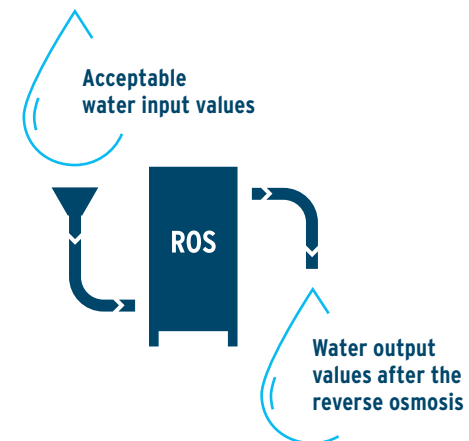 Acceptable
water input values
ROS
Water output
values after the
reverse osmosis